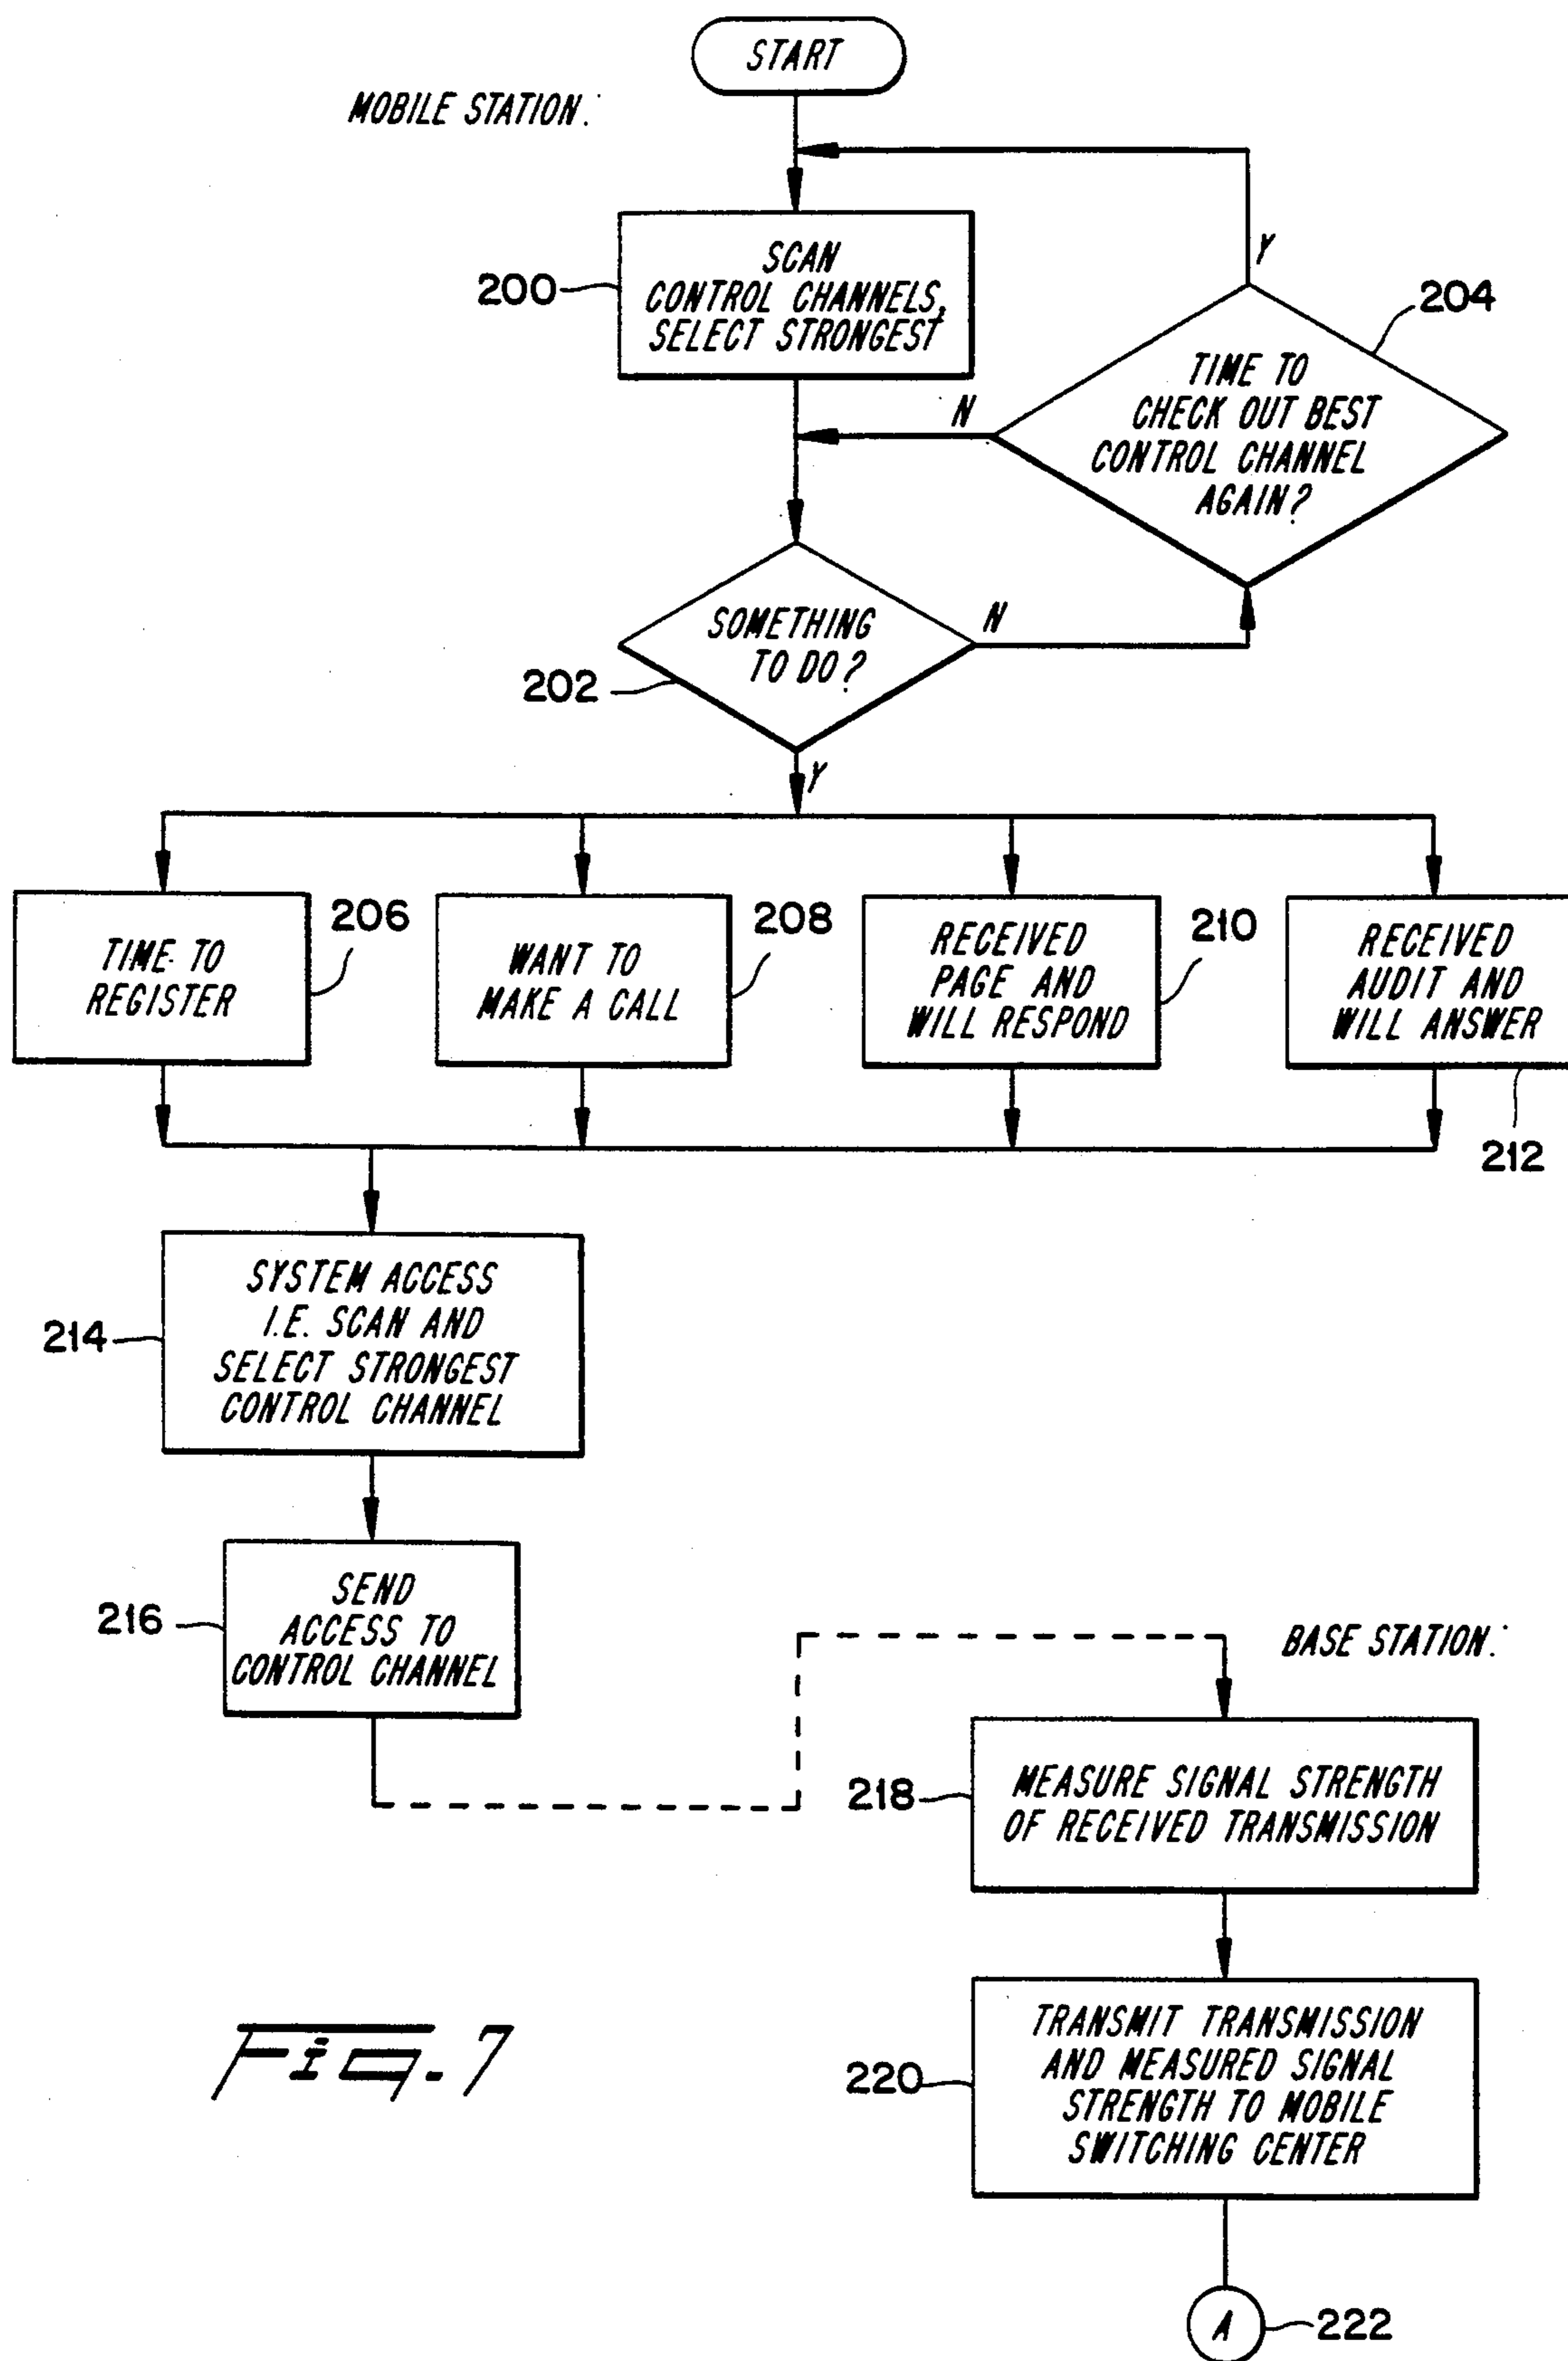 START
MOBILE STATION:
SCAN
CONTROL CHANNELS,
SELECT STRONGEST
200
Y
204
TIME TO
CHECK OUT BEST
CONTROL CHANNEL
AGAIN?
N
SOMETHING
TO DO?
N
202
Y
TIME TO
REGISTER
206
WANT TO
MAKE A CALL
208
RECEIVED
PAGE AND
WILL RESPOND
210
RECEIVED
AUDIT AND
WILL ANSWER
212
SYSTEM ACCESS
I.E. SCAN AND
SELECT STRONGEST
CONTROL CHANNEL
214
SEND
ACCESS TO
CONTROL CHANNEL
216
BASE STATION:
MEASURE SIGNAL STRENGTH
OF RECEIVED TRANSMISSION
218
TRANSMIT TRANSMISSION
AND MEASURED SIGNAL
STRENGTH TO MOBILE
SWITCHING CENTER
220
A
222
Fig. 7